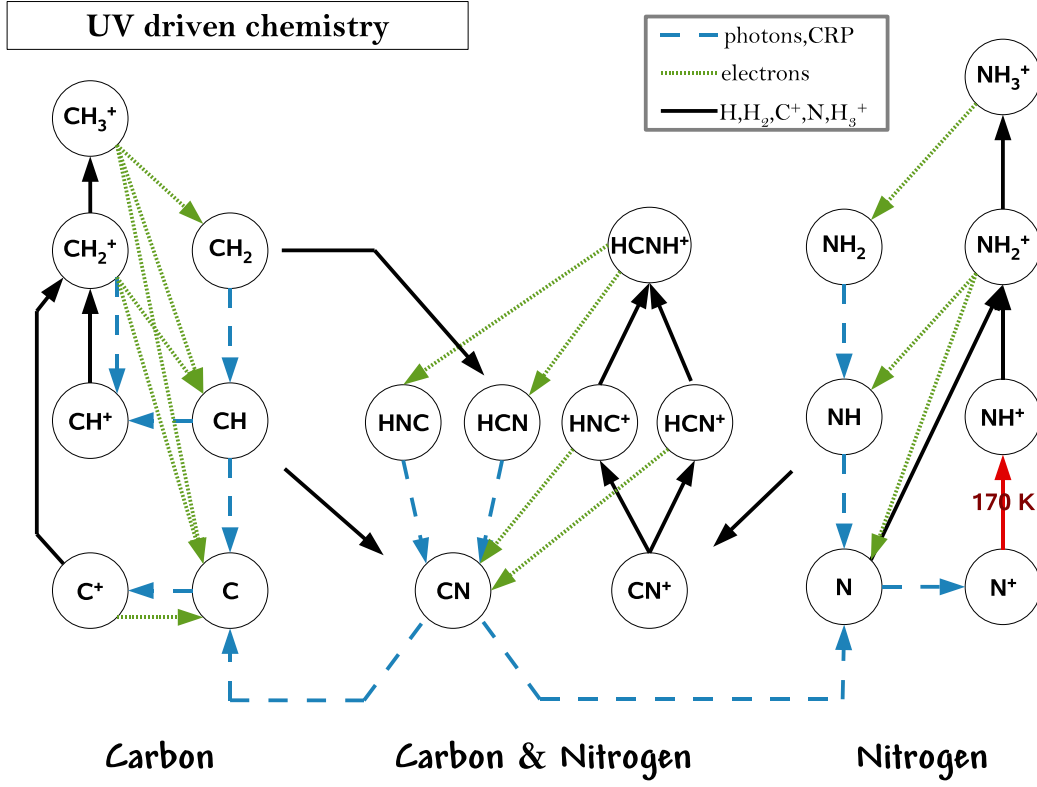 UV driven chemistry
photons,CRP
electrons
H,H₂,C⁺,N,H₃⁺
NH₃⁺
CH₃⁺
CH₂⁺
CH₂
HCNH⁺
NH₂
NH₂⁺
CH⁺
CH
HNC
HCN
HNC⁺
HCN⁺
NH
NH⁺
170 K
C⁺
C
CN
CN⁺
N
N⁺
Carbon
Carbon & Nitrogen
Nitrogen